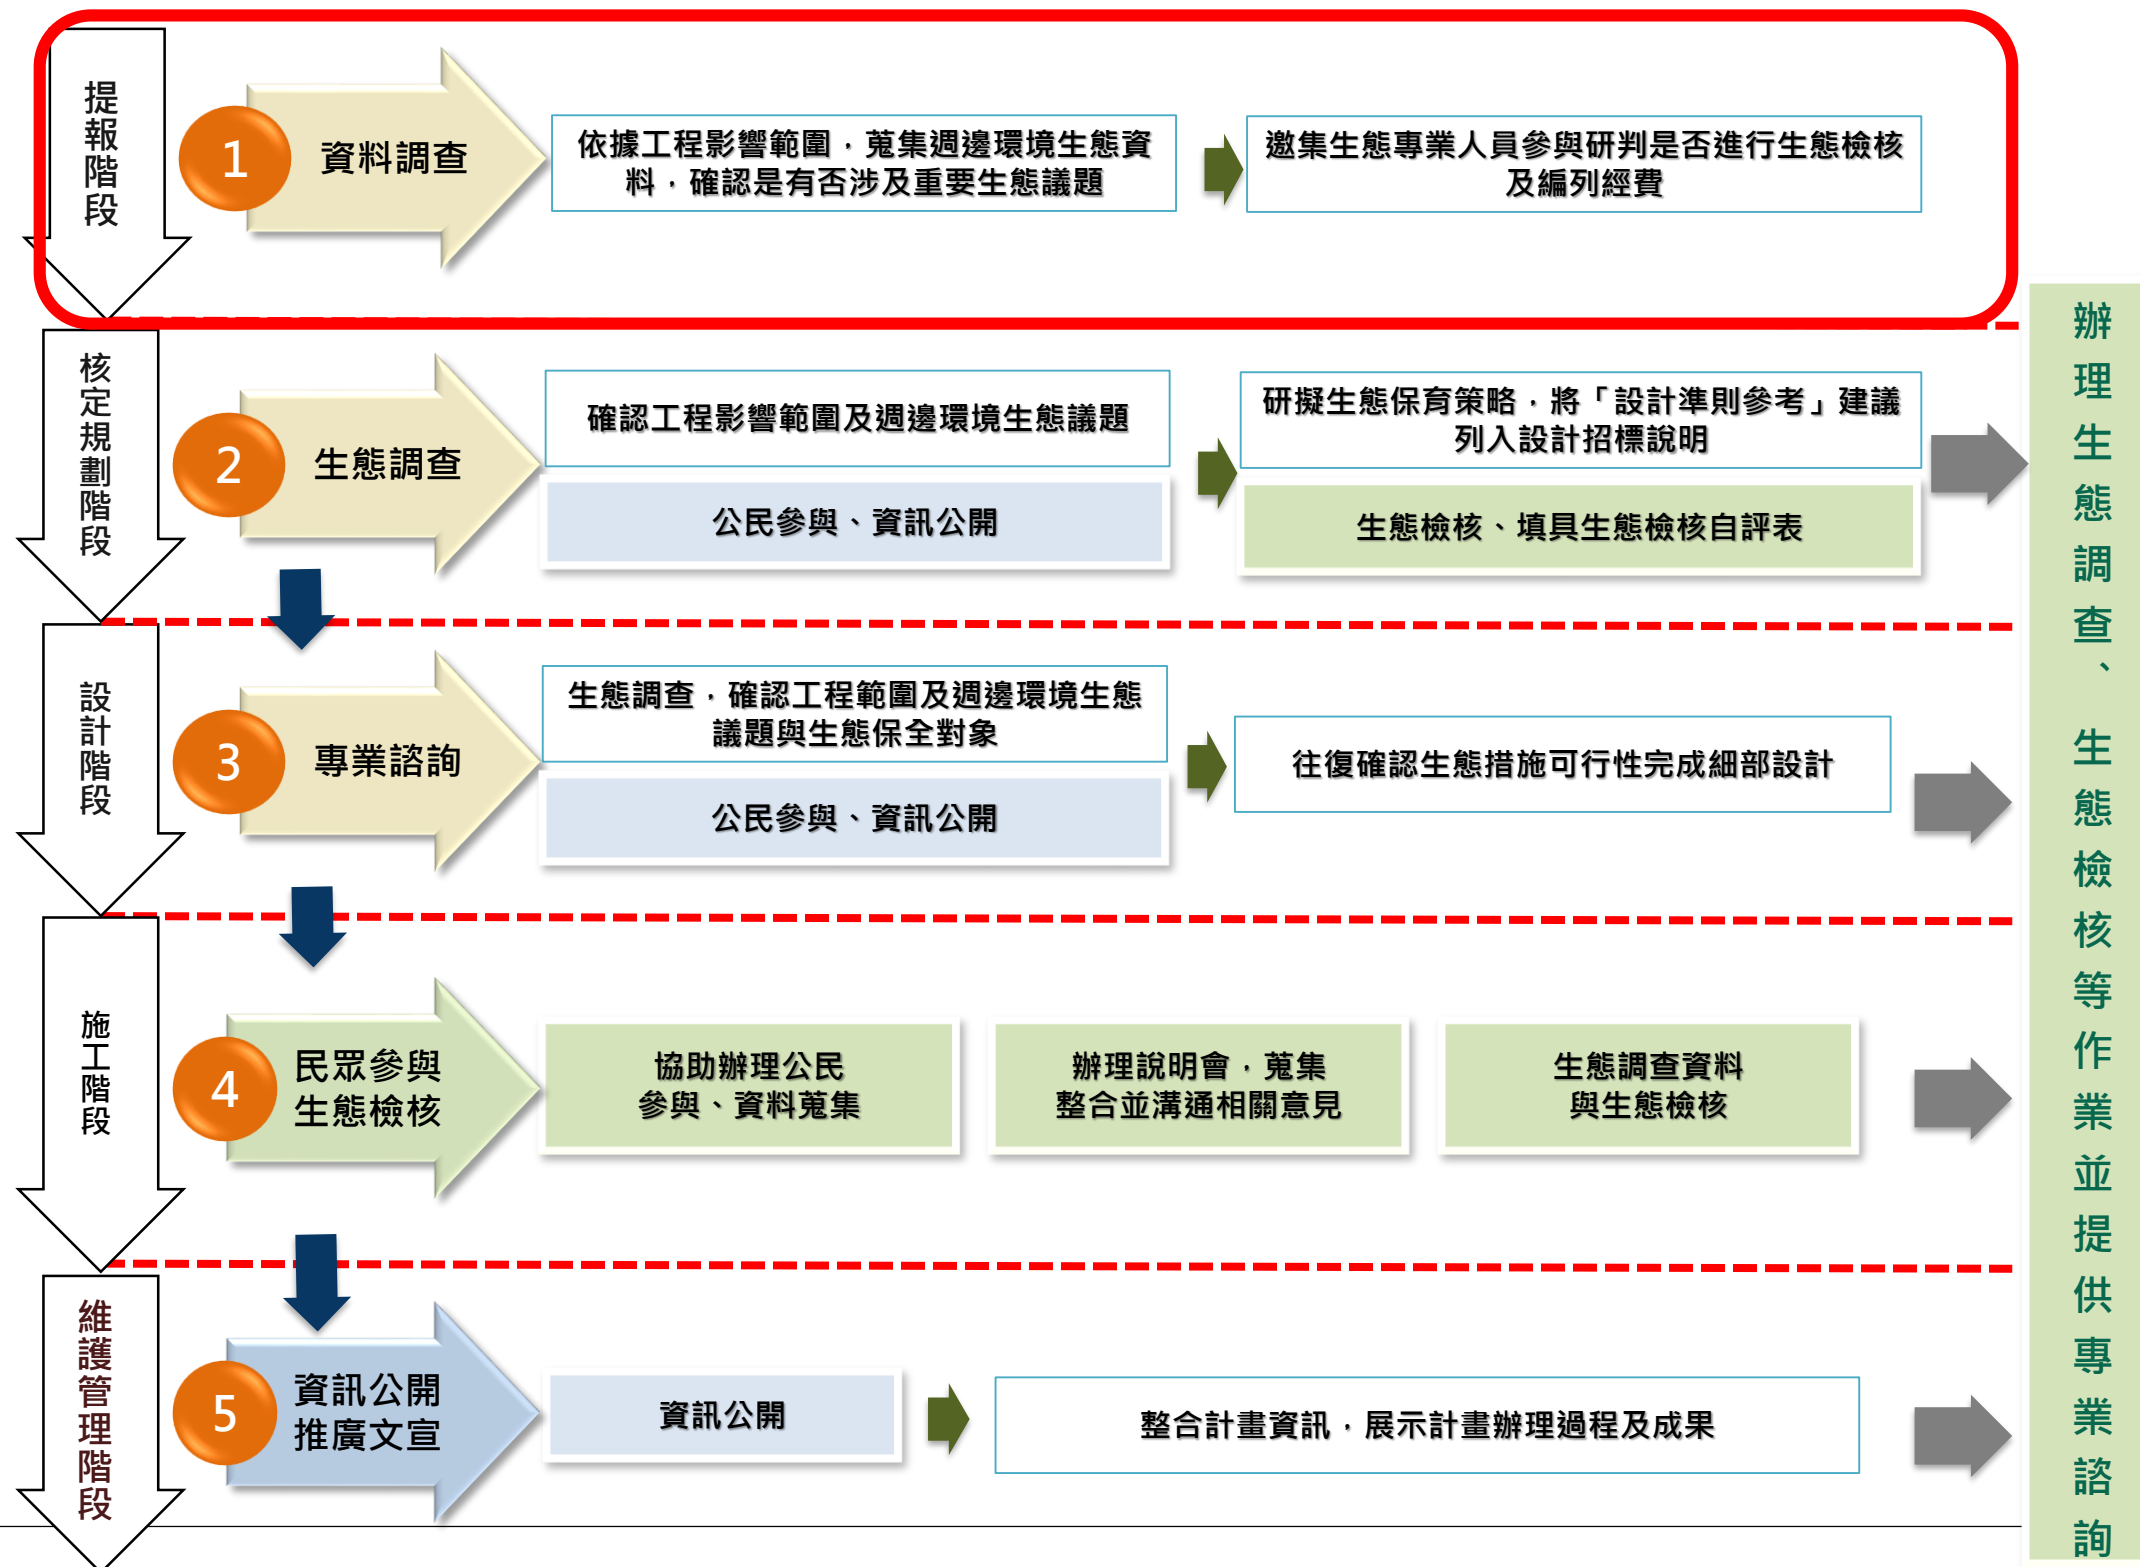 提報階段
1
資料調查
依據工程影響範圍，蒐集週邊環境生態資
料，確認是有否涉及重要生態議題
邀集生態專業人員參與研判是否進行生態檢核
及編列經費
核定規劃階段
2
生態調查
確認工程影響範圍及週邊環境生態議題
公民參與、資訊公開
研擬生態保育策略，將「設計準則參考」建議
列入設計招標說明
生態檢核、填具生態檢核自評表
設計階段
3
專業諮詢
生態調查，確認工程範圍及週邊環境生態
議題與生態保全對象
公民參與、資訊公開
往復確認生態措施可行性完成細部設計
施工階段
4
民眾參與
生態檢核
協助辦理公民
參與、資料蒐集
辦理說明會，蒐集
整合並溝通相關意見
生態調查資料
與生態檢核
維護管理階段
5
資訊公開
推廣文宣
資訊公開
整合計畫資訊，展示計畫辦理過程及成果
辦理生態調查、生態檢核等作業並提供專業諮詢